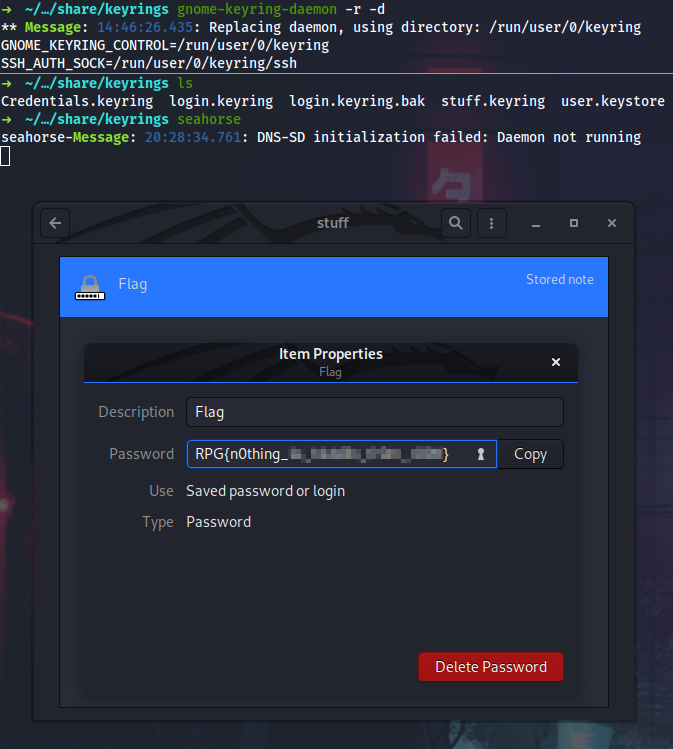 ➜ ~/…/share/keyrings gnome-keyring-daemon -r -d
** Message: 14:46:26.435: Replacing daemon, using directory: /run/user/0/keyring
GNOME_KEYRING_CONTROL=/run/user/0/keyring
SSH_AUTH_SOCK=/run/user/0/keyring/ssh
➜ ~/…/share/keyrings ls
Credentials.keyring login.keyring login.keyring.bak stuff.keyring user.keystore
➜ ~/…/share/keyrings seahorse
seahorse-Message: 20:28:34.761: DNS-SD initialization failed: Daemon not running
タ
stuff
Flag Stored note
Item Properties
Flag
Description Flag
Password RPG{n0thing_ } Copy
Use Saved password or login
Type Password
Delete Password